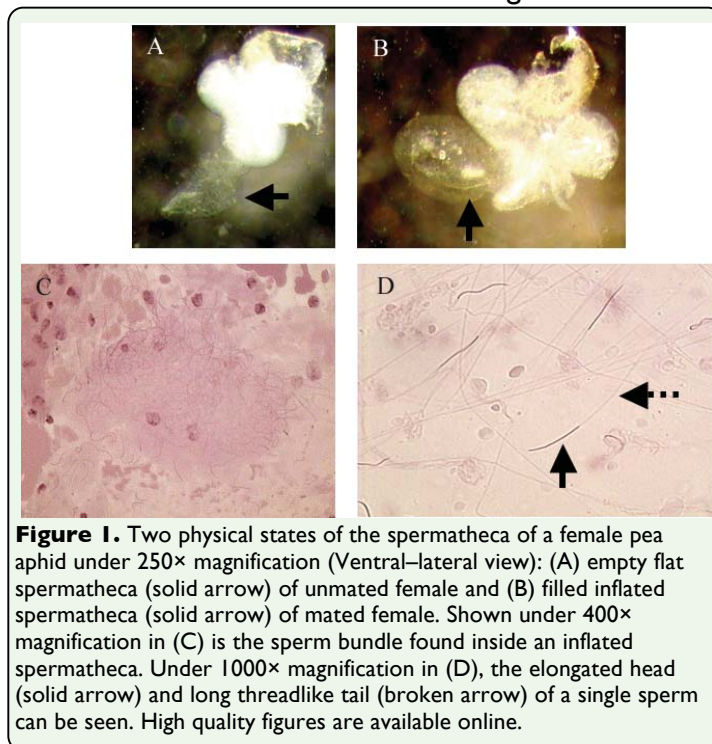 A
B
C
D
Figure 1. Two physical states of the spermatheca of a female pea
aphid under 250× magnification (Ventral–lateral view): (A) empty flat
spermatheca (solid arrow) of unmated female and (B) filled inflated
spermatheca (solid arrow) of mated female. Shown under 400×
magnification in (C) is the sperm bundle found inside an inflated
spermatheca. Under 1000× magnification in (D), the elongated head
(solid arrow) and long threadlike tail (broken arrow) of a single sperm
can be seen. High quality figures are available online.